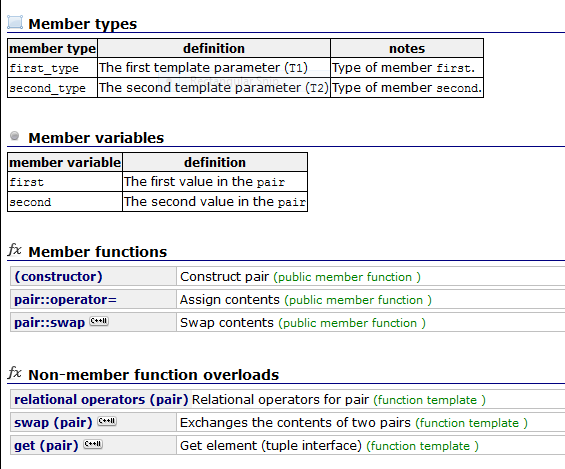 Member types
member type definition notes
first_type The first template parameter (T1) Type of member first.
second_type The second template parameter (T2) Type of member second.
Member variables
member variable definition
first The first value in the pair
second The second value in the pair
fx Member functions
(constructor) Construct pair (public member function )
pair::operator= Assign contents (public member function )
pair::swap C++11 Swap contents (public member function )
fx Non-member function overloads
relational operators (pair) Relational operators for pair (function template )
swap (pair) C++11 Exchanges the contents of two pairs (function template )
get (pair) C++11 Get element (tuple interface) (function template )